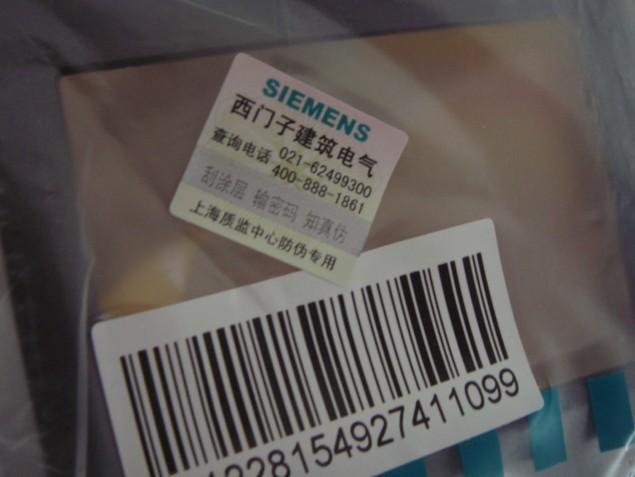 SIEMENS
西门子建筑电气
查询电话 021-62499300
400-888-1861
刮涂层 输密码 知真伪
上海质监中心防伪专用
28154927411099